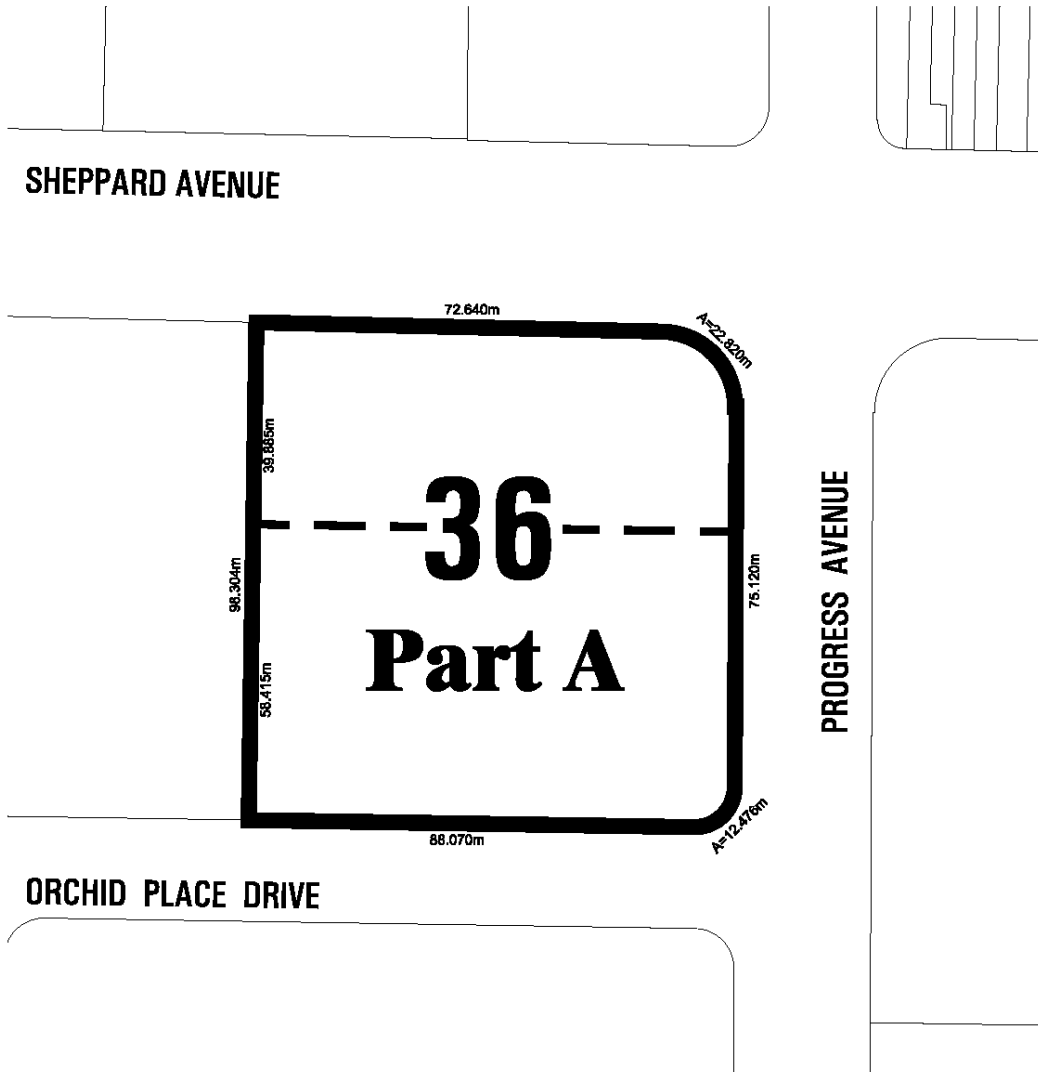 SHEPPARD AVENUE
72.640m
A=22.820m
39.885m
36
PROGRESS AVENUE
98.304m
75.120m
Part A
58.415m
A=12.476m
88.070m
ORCHID PLACE DRIVE